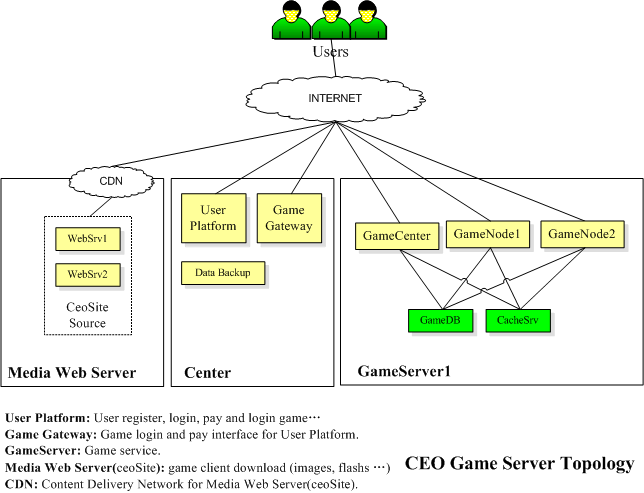 Users
INTERNET
CDN
User
Platform
Game
Gateway
GameCenter
GameNode1
GameNode2
WebSrv1
WebSrv2
Data Backup
CeoSite
Source
GameDB
CacheSrv
Media Web Server
Center
GameServer1
User Platform: User register, login, pay and login game…
Game Gateway: Game login and pay interface for User Platform.
GameServer: Game service.
Media Web Server(ceoSite): game client download (images, flashs …)
CDN: Content Delivery Network for Media Web Server(ceoSite).
CEO Game Server Topology